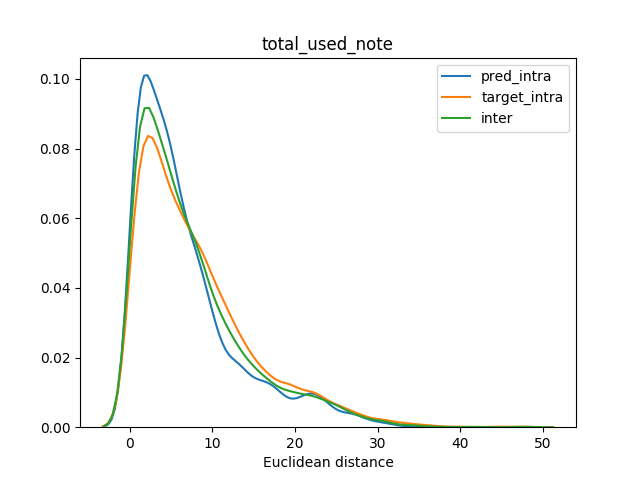 total_used_note
0.10
0.08
0.06
0.04
0.02
0.00
0
10
20
30
40
50
Euclidean distance
pred_intra
target_intra
inter